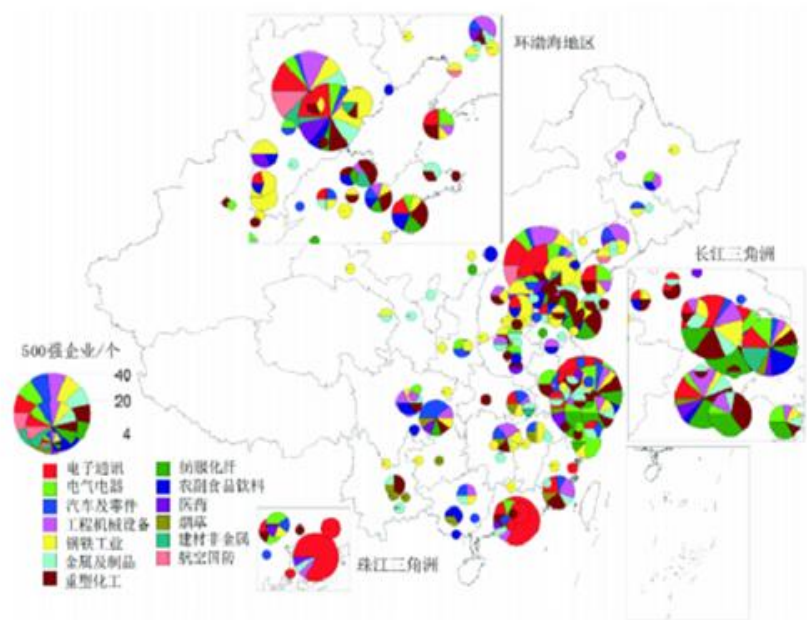 环渤海地区
长江三角洲
500强企业/个
40
20
4
电子通讯
纺服化纤
电气电器
农副食品饮料
汽车及零件
医药
工程机械设备
烟草
钢铁工业
建材非金属
金属及制品
航空国防
重塑化工
珠江三角洲